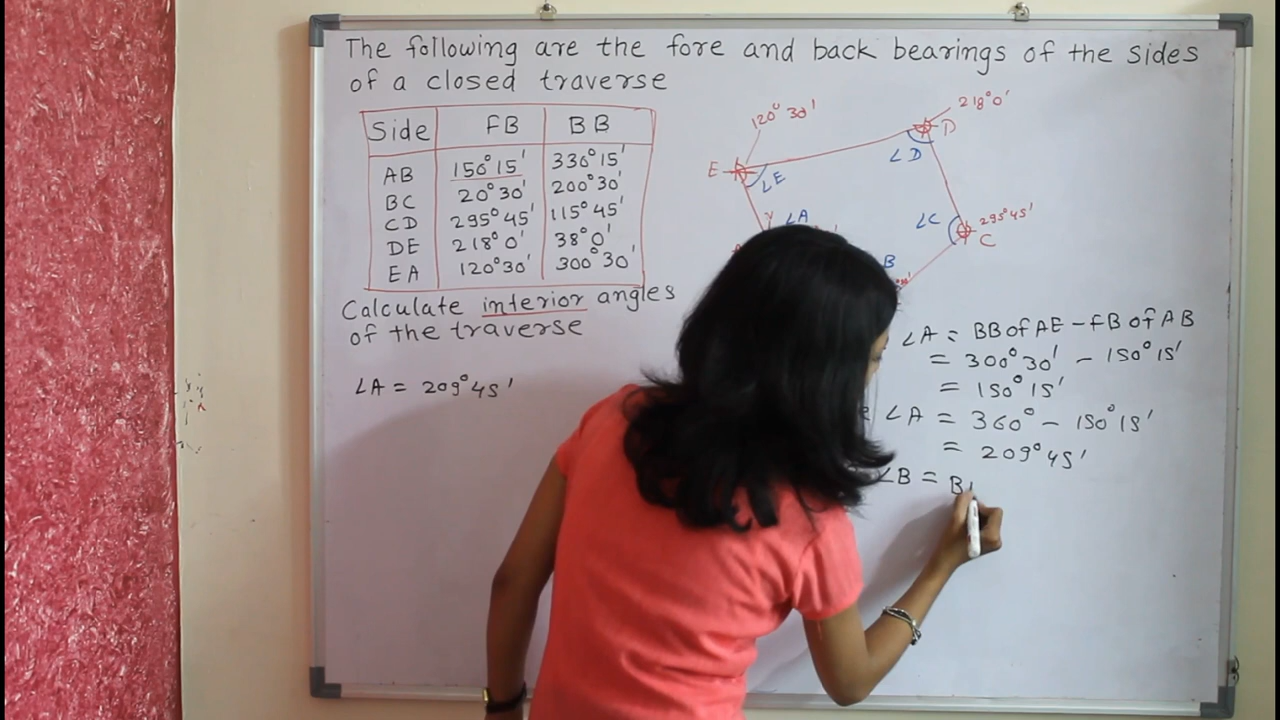 The following are the fore and back bearings of the sides
of a closed traverse
Side FB BB
AB 150°15' 330°15'
BC 20°30' 200°30'
CD 295°45' 115°45'
DE 218°0' 38°0'
EA 120°30' 300°30'
Calculate interior angles
of the traverse
∠A = 209°45'
120°30'
218°0'
E
D
∠E
∠D
∠A
∠C
295°45'
C
B
∠A = BB of AE - FB of AB
= 300°30' - 150°15'
= 150°15'
∠A = 360° - 150°15'
= 209°45'
∠B = B